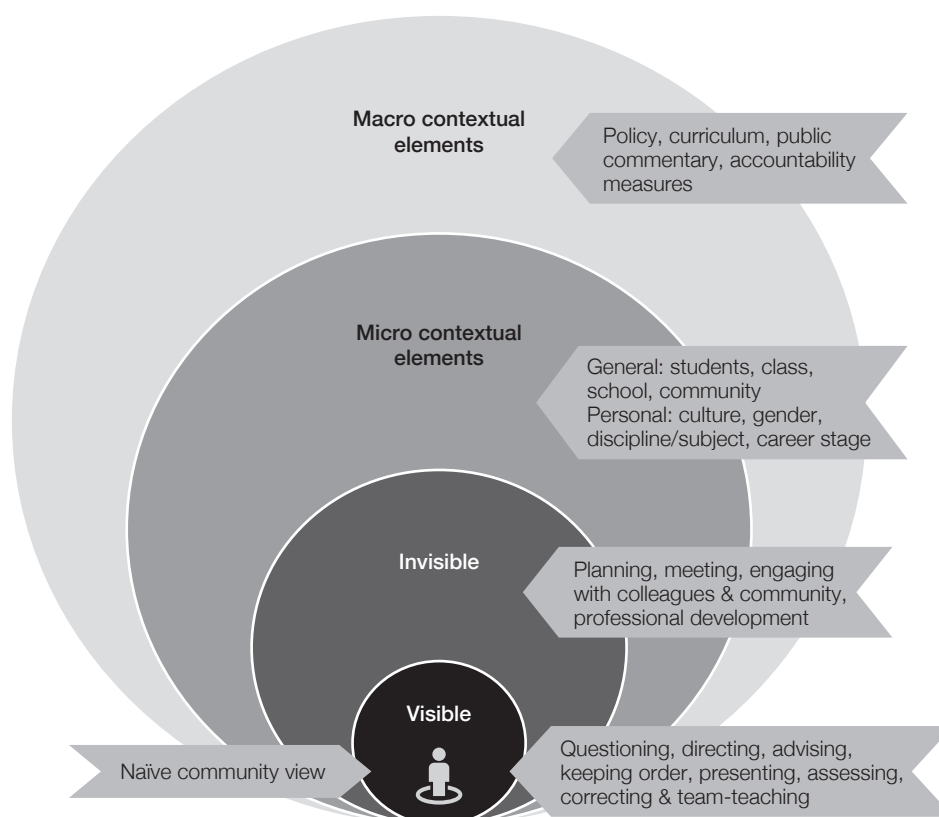 Macro contextual
elements
Policy, curriculum, public
commentary, accountability
measures
Micro contextual
elements
General: students, class,
school, community
Personal: culture, gender,
discipline/subject, career stage
Invisible
Planning, meeting, engaging
with colleagues & community,
professional development
Visible
Naïve community view
Questioning, directing, advising,
keeping order, presenting, assessing,
correcting & team-teaching